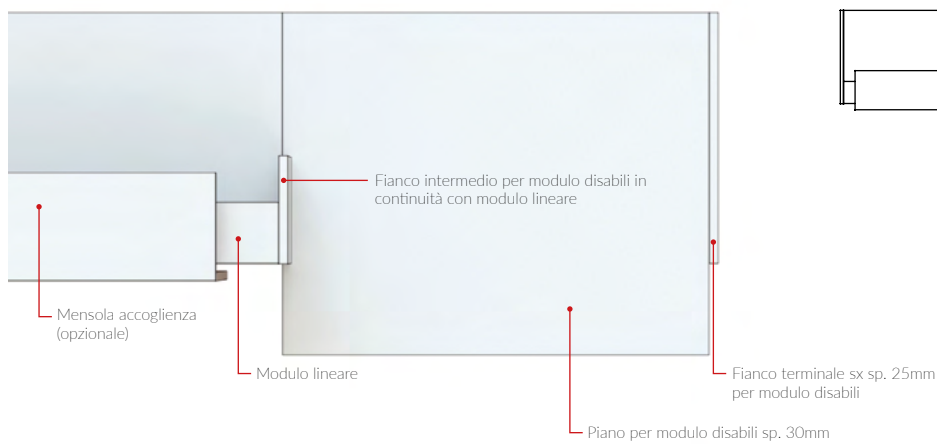 Fianco intermedio per modulo disabili in
continuità con modulo lineare
Mensola accoglienza
(opzionale)
Modulo lineare
Fianco terminale sx sp. 25mm
per modulo disabili
Piano per modulo disabili sp. 30mm